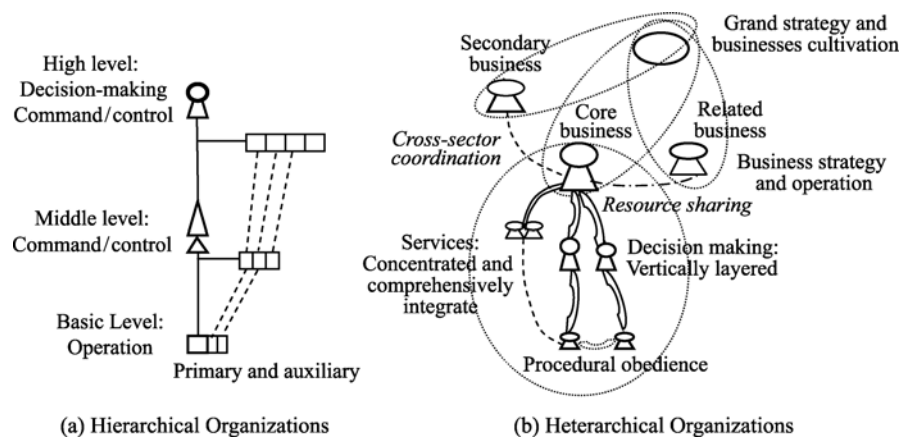 High level:
Decision-making
Command/control
Middle level:
Command/control
Basic Level:
Operation
Primary and auxiliary
(a) Hierarchical Organizations
Grand strategy and
businesses cultivation
Secondary
business
Core
business
Related
business
Cross-sector
coordination
Business strategy
and operation
Resource sharing
Services:
Concentrated and
comprehensively
integrate
Decision making:
Vertically layered
Procedural obedience
(b) Heterarchical Organizations